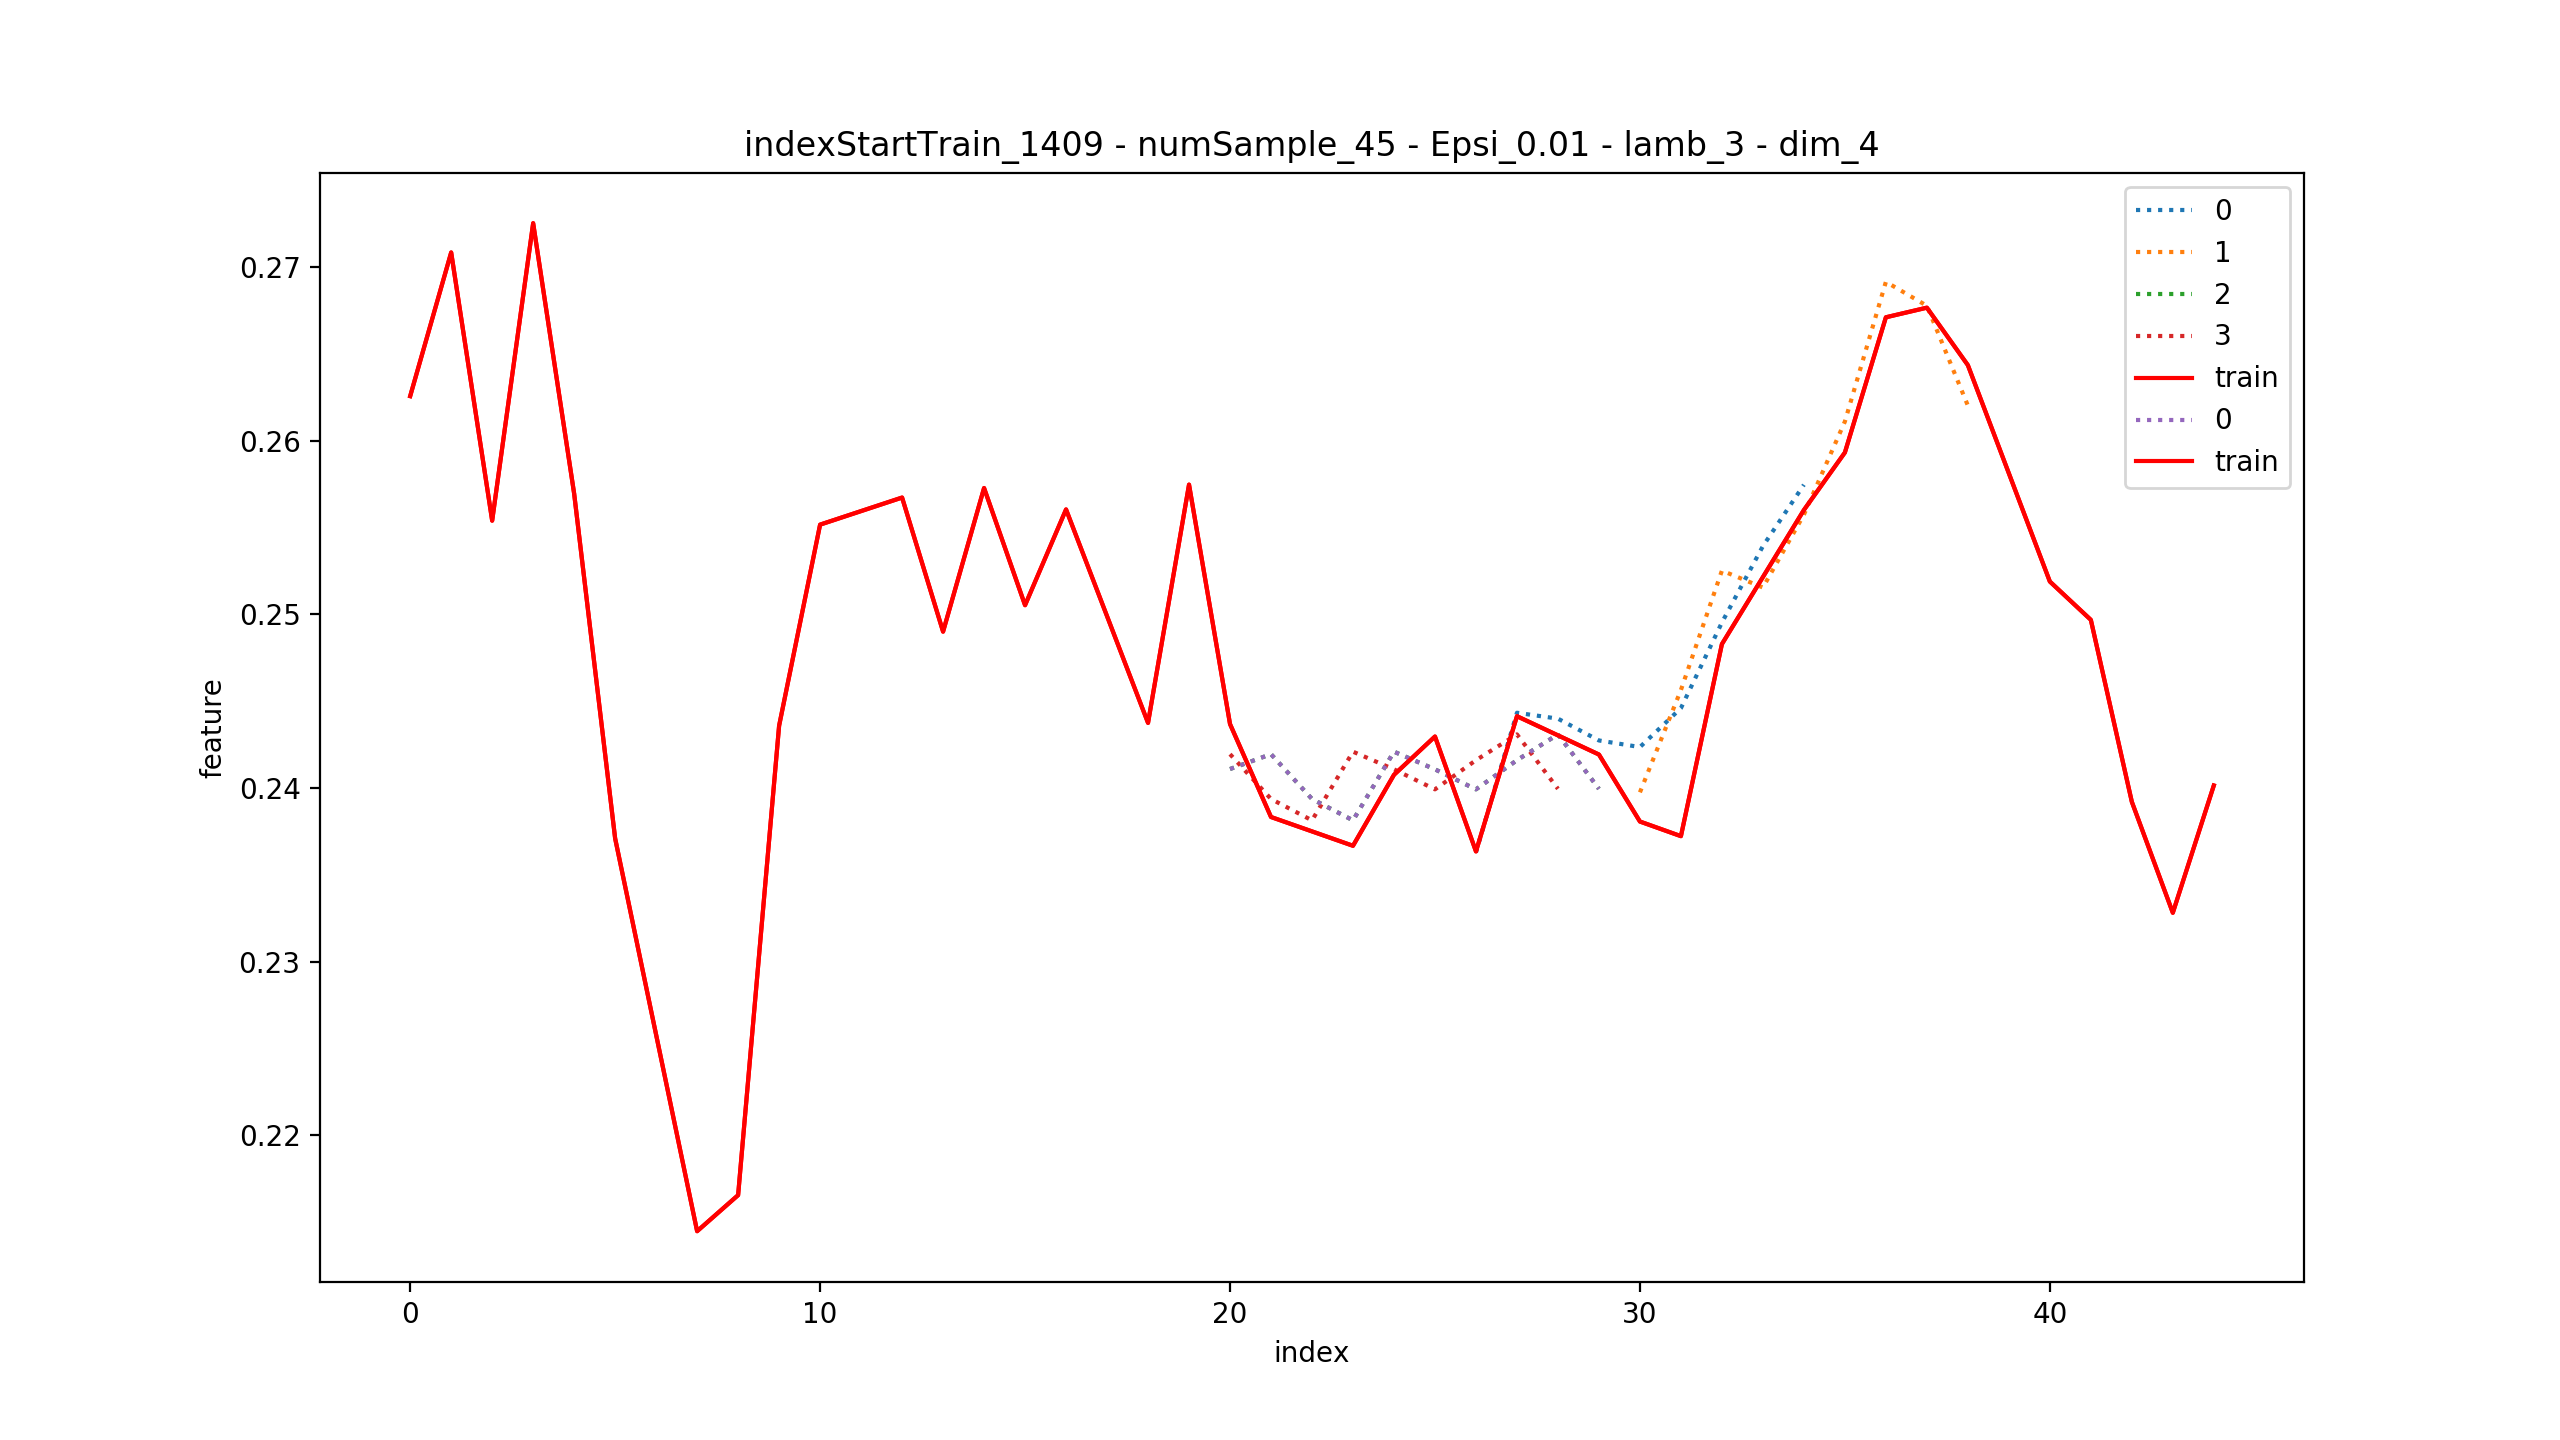 indexStartTrain_1409 - numSample_45 - Epsi_0.01 - lamb_3 - dim_4
0
1
2
3
train
0
train
0.27
0.26
0.25
0.24
0.23
0.22
feature
0 10 20 30 40
index